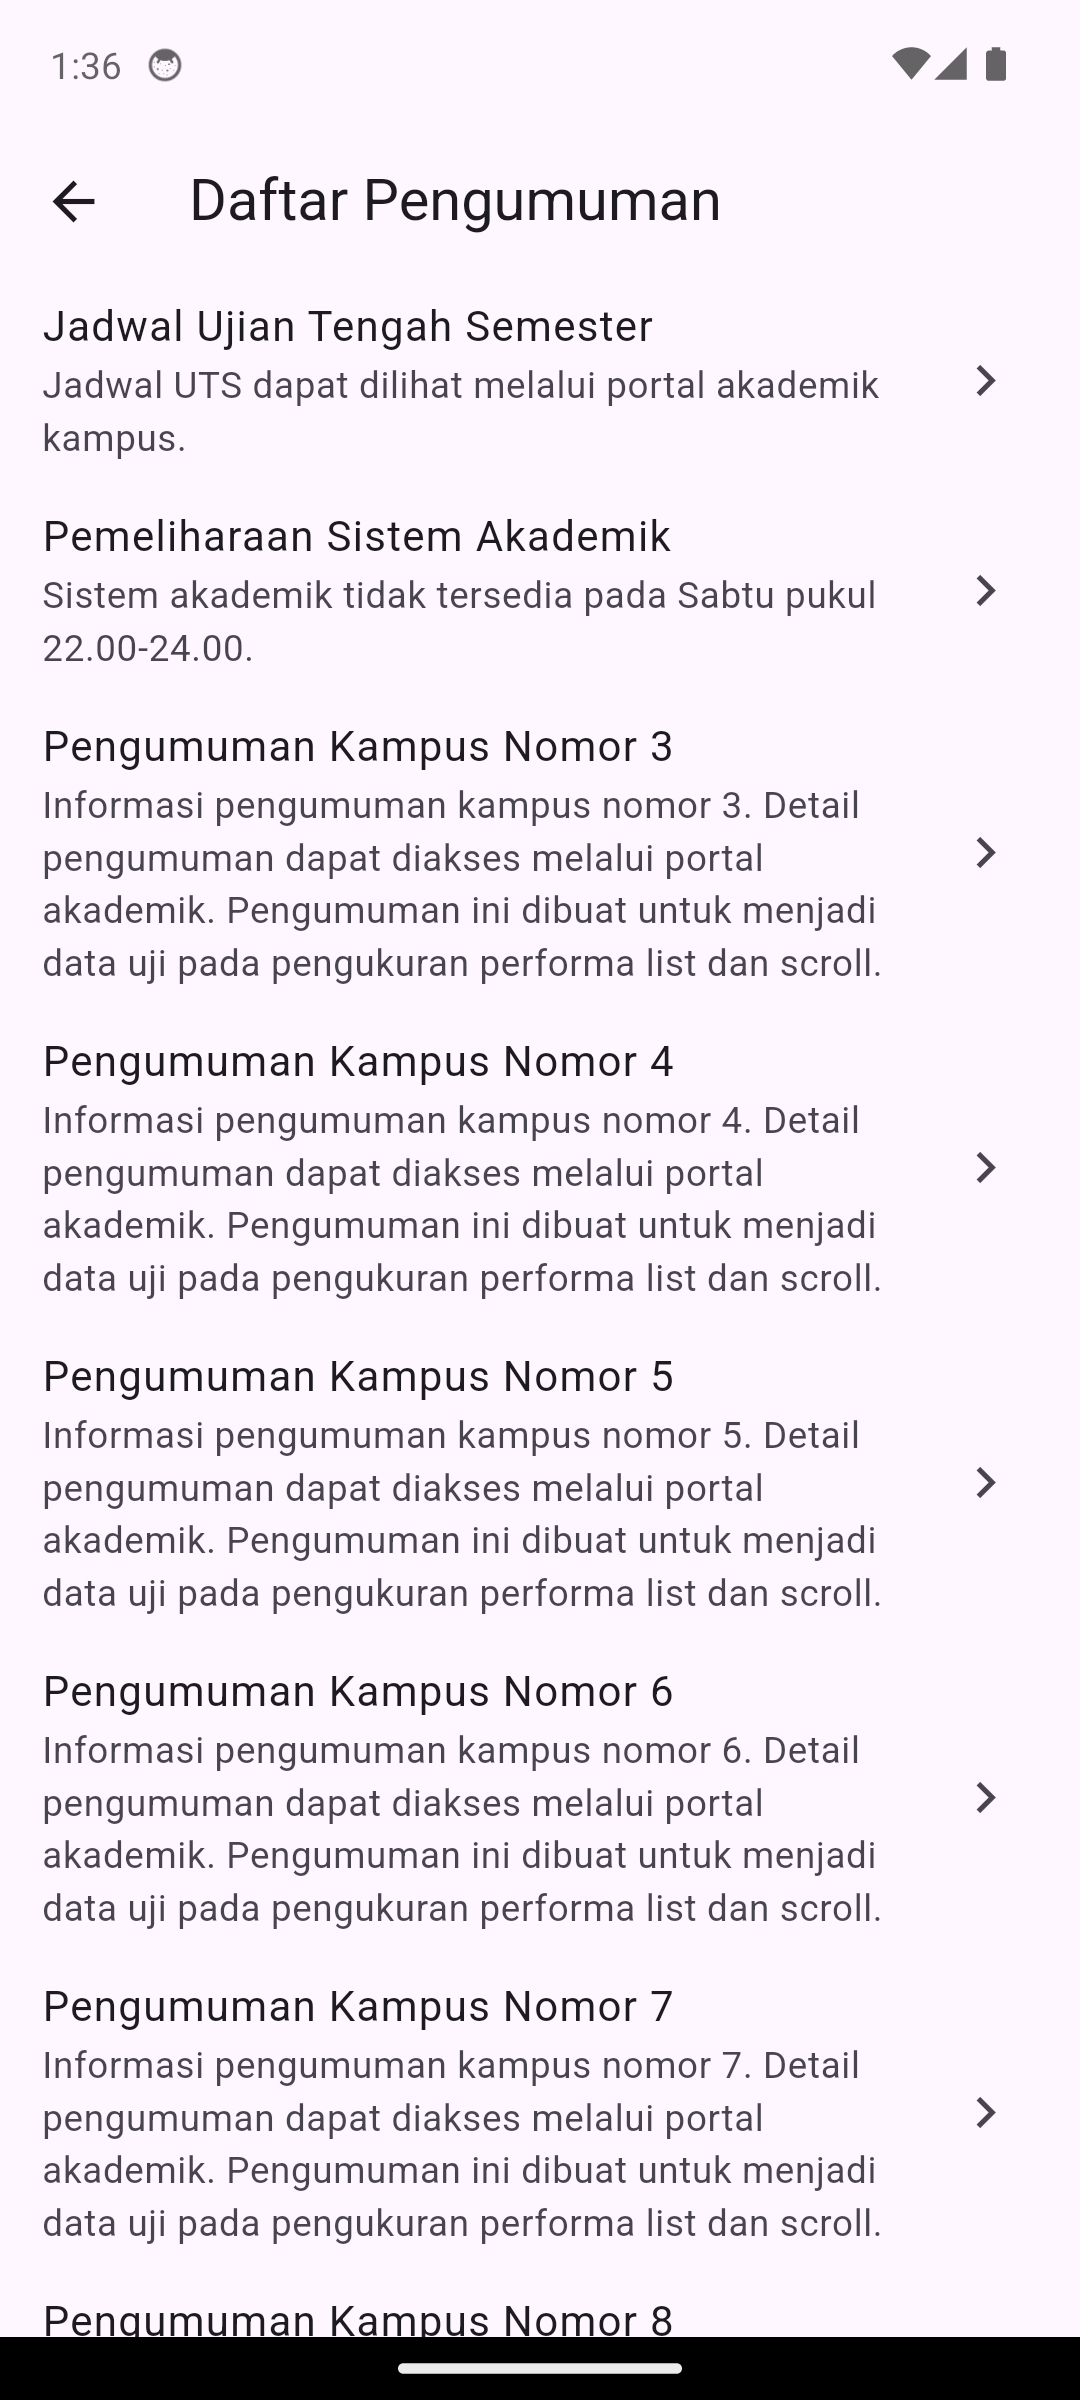 1:36
Daftar Pengumuman
Jadwal Ujian Tengah Semester
Jadwal UTS dapat dilihat melalui portal akademik
kampus.
Pemeliharaan Sistem Akademik
Sistem akademik tidak tersedia pada Sabtu pukul
22.00-24.00.
Pengumuman Kampus Nomor 3
Informasi pengumuman kampus nomor 3. Detail
pengumuman dapat diakses melalui portal
akademik. Pengumuman ini dibuat untuk menjadi
data uji pada pengukuran performa list dan scroll.
Pengumuman Kampus Nomor 4
Informasi pengumuman kampus nomor 4. Detail
pengumuman dapat diakses melalui portal
akademik. Pengumuman ini dibuat untuk menjadi
data uji pada pengukuran performa list dan scroll.
Pengumuman Kampus Nomor 5
Informasi pengumuman kampus nomor 5. Detail
pengumuman dapat diakses melalui portal
akademik. Pengumuman ini dibuat untuk menjadi
data uji pada pengukuran performa list dan scroll.
Pengumuman Kampus Nomor 6
Informasi pengumuman kampus nomor 6. Detail
pengumuman dapat diakses melalui portal
akademik. Pengumuman ini dibuat untuk menjadi
data uji pada pengukuran performa list dan scroll.
Pengumuman Kampus Nomor 7
Informasi pengumuman kampus nomor 7. Detail
pengumuman dapat diakses melalui portal
akademik. Pengumuman ini dibuat untuk menjadi
data uji pada pengukuran performa list dan scroll.
Pengumuman Kampus Nomor 8